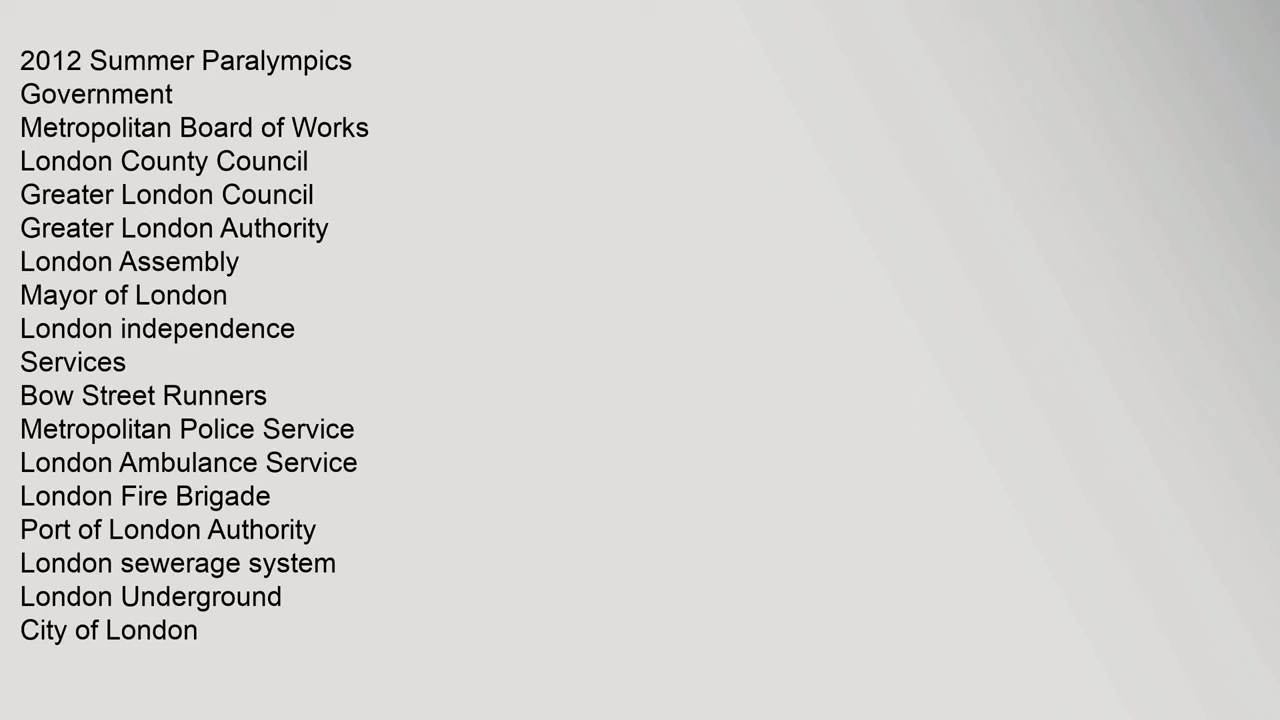 2012 Summer Paralympics
Government
Metropolitan Board of Works
London County Council
Greater London Council
Greater London Authority
London Assembly
Mayor of London
London independence
Services
Bow Street Runners
Metropolitan Police Service
London Ambulance Service
London Fire Brigade
Port of London Authority
London sewerage system
London Underground
City of London